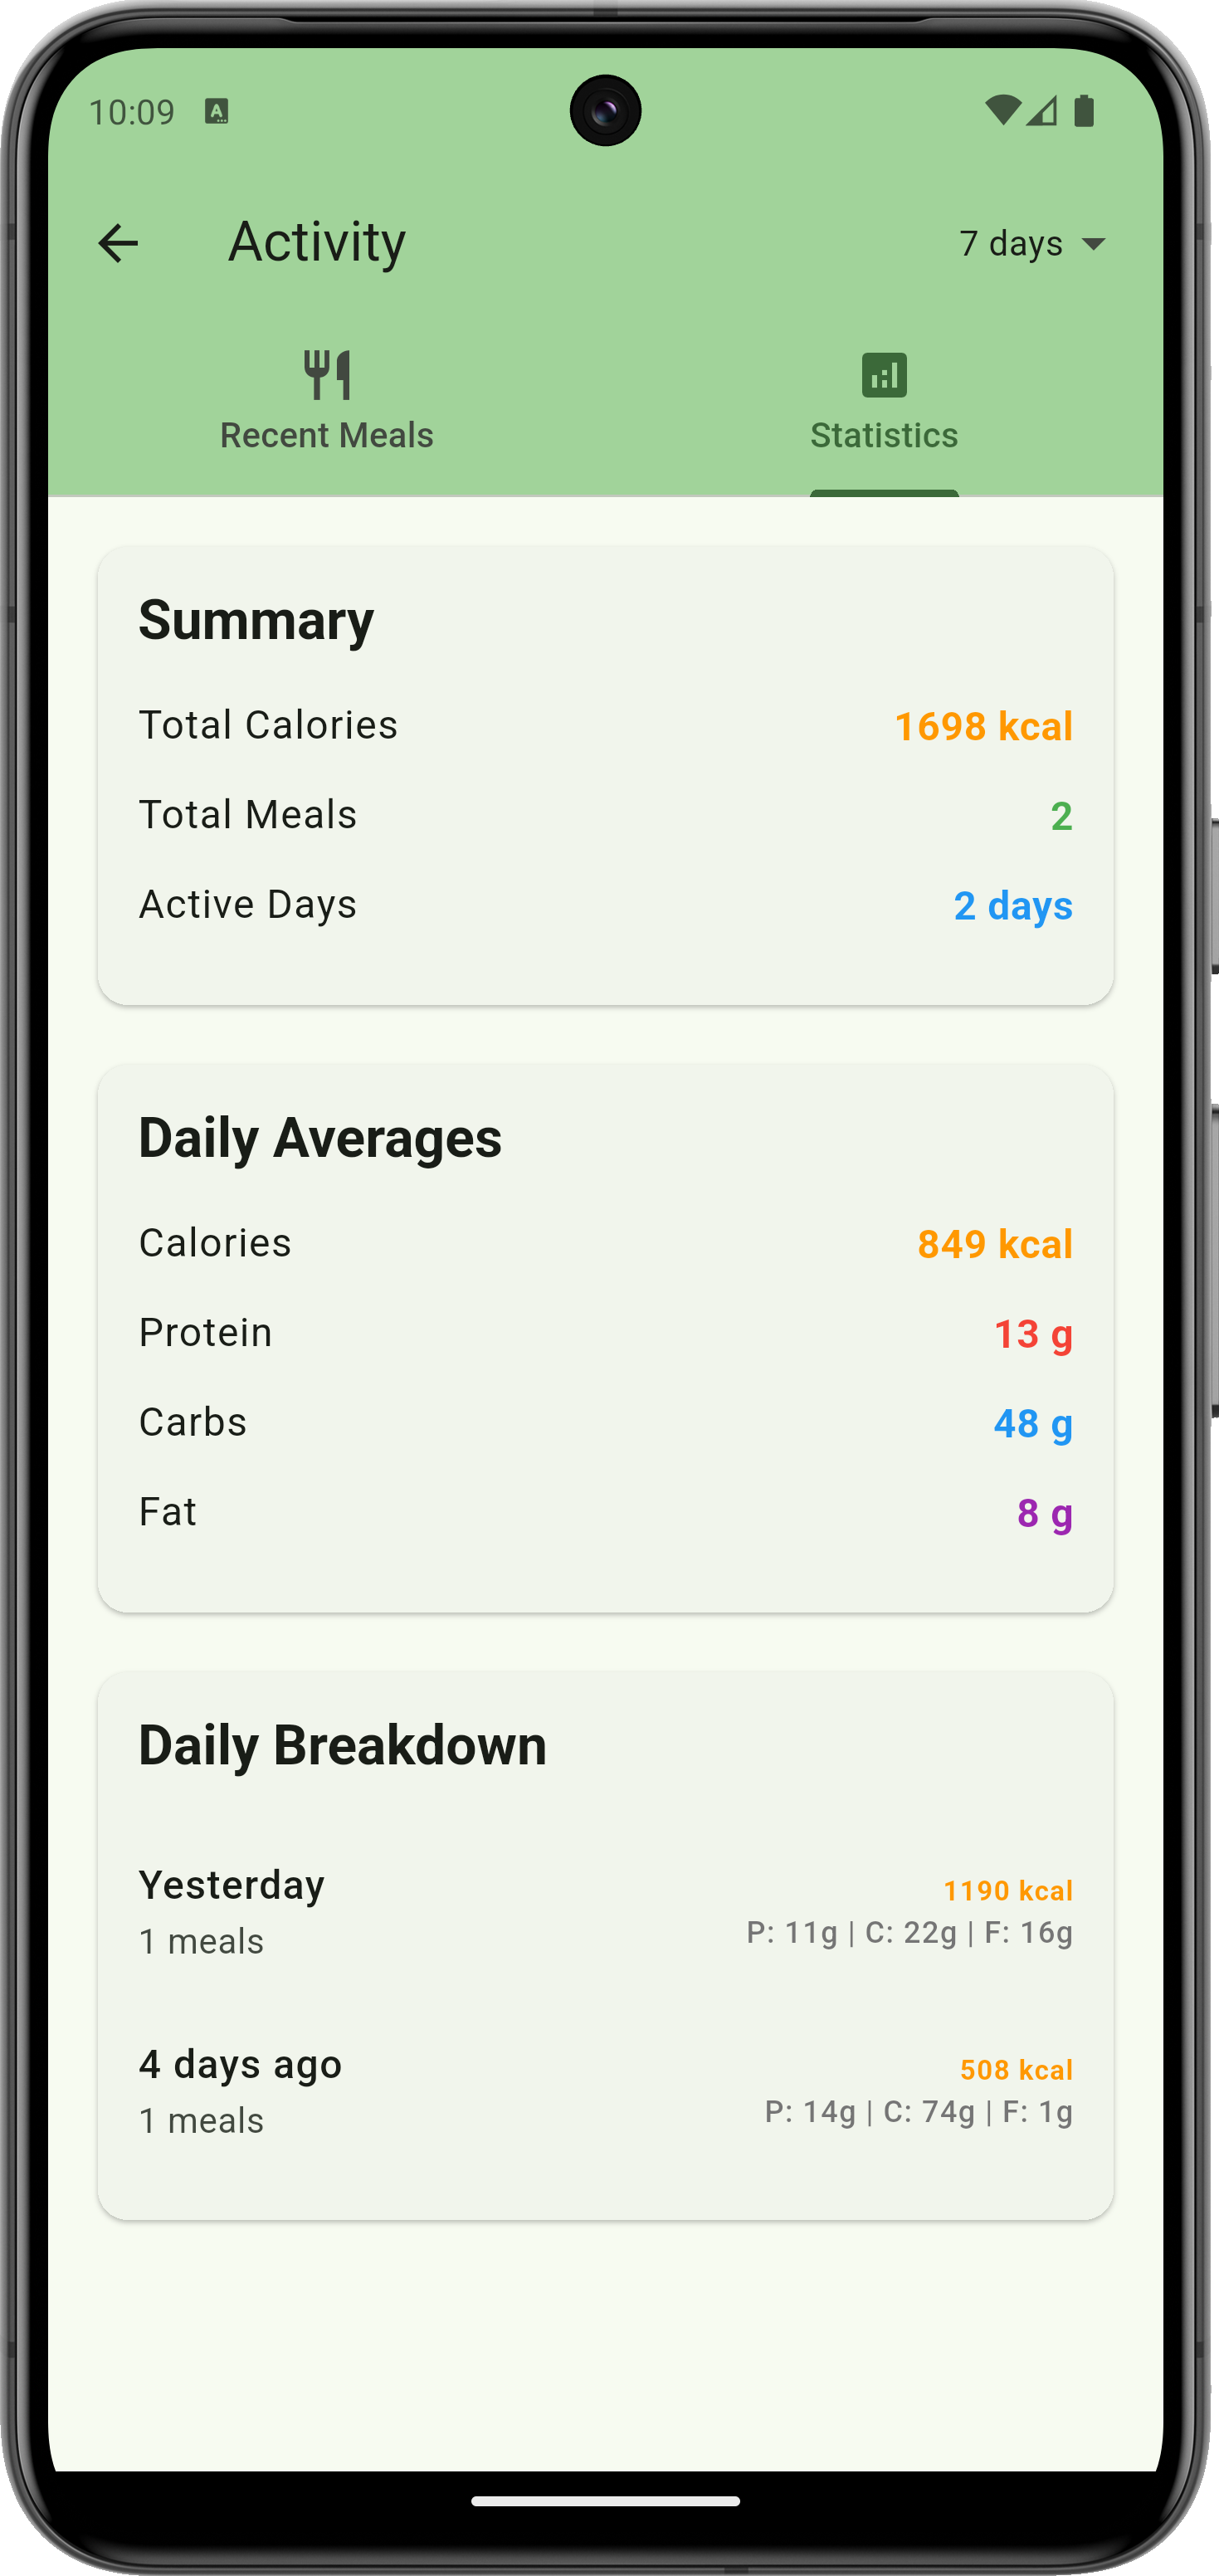 10:09
Activity
7 days
Recent Meals
Statistics
Summary
Total Calories 1698 kcal
Total Meals 2
Active Days 2 days
Daily Averages
Calories 849 kcal
Protein 13 g
Carbs 48 g
Fat 8 g
Daily Breakdown
Yesterday 1190 kcal
1 meals P: 11g | C: 22g | F: 16g
4 days ago 508 kcal
1 meals P: 14g | C: 74g | F: 1g